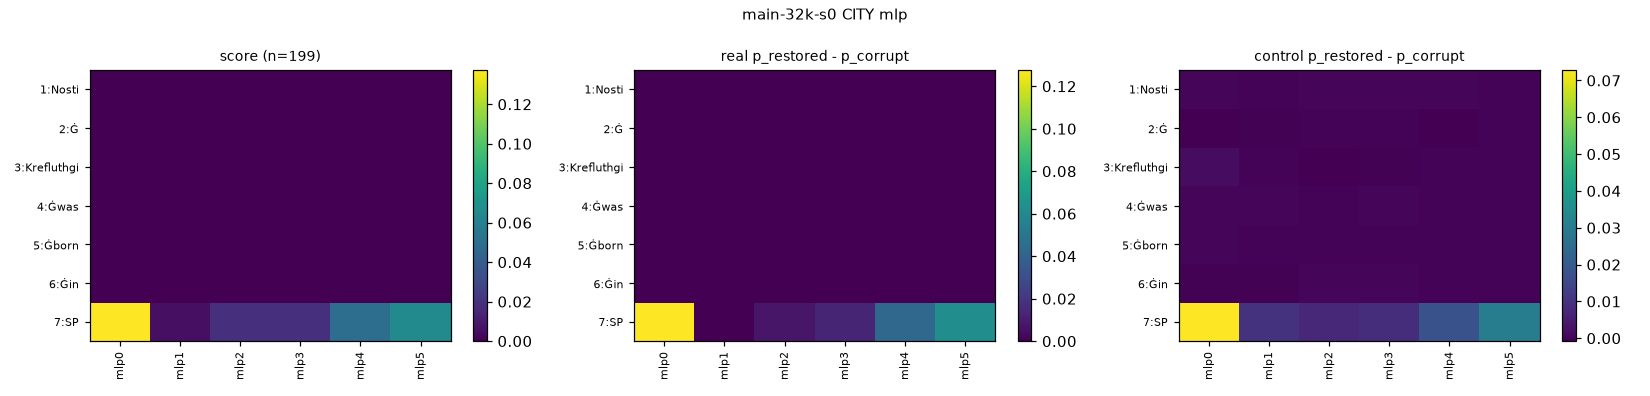 main-32k-s0 CITY mlp
score (n=199)
1:Nosti
2:Ġ
3:Krefluthgi
4:Ġwas
5:Ġborn
6:Ġin
7:SP
mlp0
mlp1
mlp2
mlp3
mlp4
mlp5
0.12
0.10
0.08
0.06
0.04
0.02
0.00
real p_restored - p_corrupt
1:Nosti
2:Ġ
3:Krefluthgi
4:Ġwas
5:Ġborn
6:Ġin
7:SP
mlp0
mlp1
mlp2
mlp3
mlp4
mlp5
0.12
0.10
0.08
0.06
0.04
0.02
0.00
control p_restored - p_corrupt
1:Nosti
2:Ġ
3:Krefluthgi
4:Ġwas
5:Ġborn
6:Ġin
7:SP
mlp0
mlp1
mlp2
mlp3
mlp4
mlp5
0.07
0.06
0.05
0.04
0.03
0.02
0.01
0.00